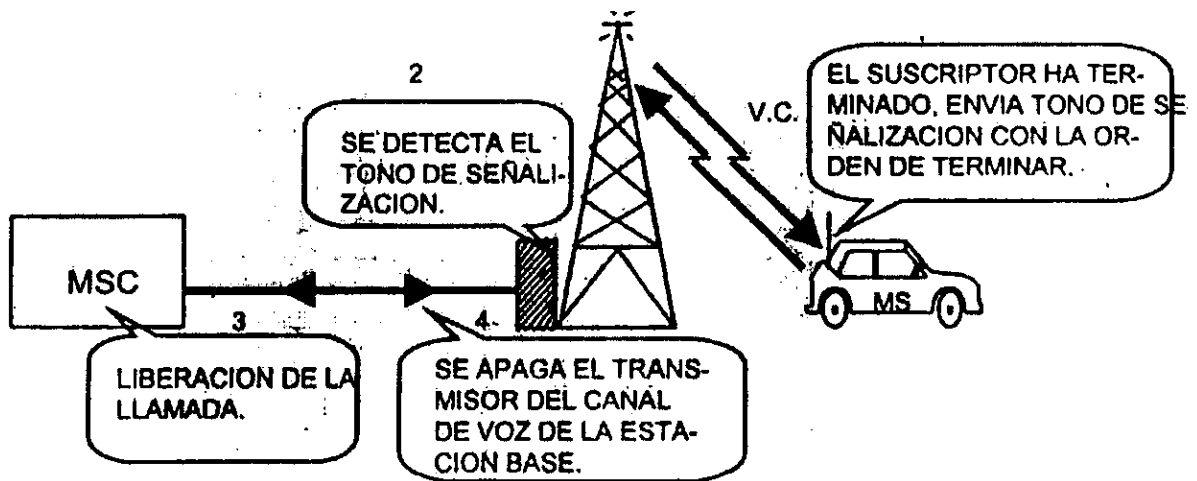 2
SE DETECTA EL
TONO DE SEÑALI-
ZACION.
V.C.
EL SUSCRIPTOR HA TER-
MINADO, ENVIA TONO DE SE
ÑALIZACION CON LA OR-
DEN DE TERMINAR.
MSC
MS
3
LIBERACION DE LA
LLAMADA.
4
SE APAGA EL TRANS-
MISOR DEL CANAL
DE VOZ DE LA ESTA-
CION BASE.